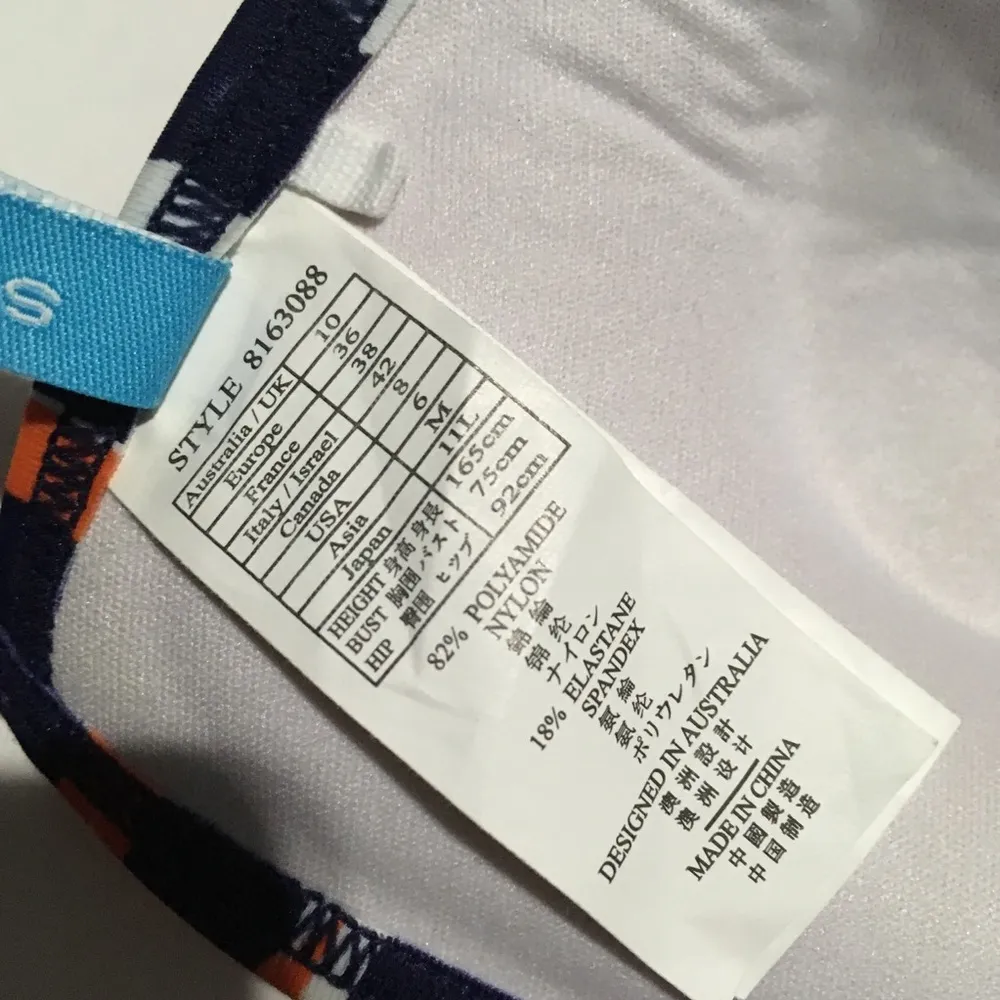 S
STYLE 8163088
Australia / UK 10
Europe 36
France 38
Italy / Israel 42
Canada 8
USA 6
Asia M
Japan 11L
HEIGHT 身高 身長 165cm
BUST 胸围 バスト 75cm
HIP 臀围 ヒップ 92cm
82% POLYAMIDE
NYLON
錦綸
锦纶
ナイロン
18% ELASTANE
SPANDEX
氨綸
氨纶
ポリウレタン
DESIGNED IN AUSTRALIA
澳洲設計
澳洲设计
MADE IN CHINA
中國製造
中国制造